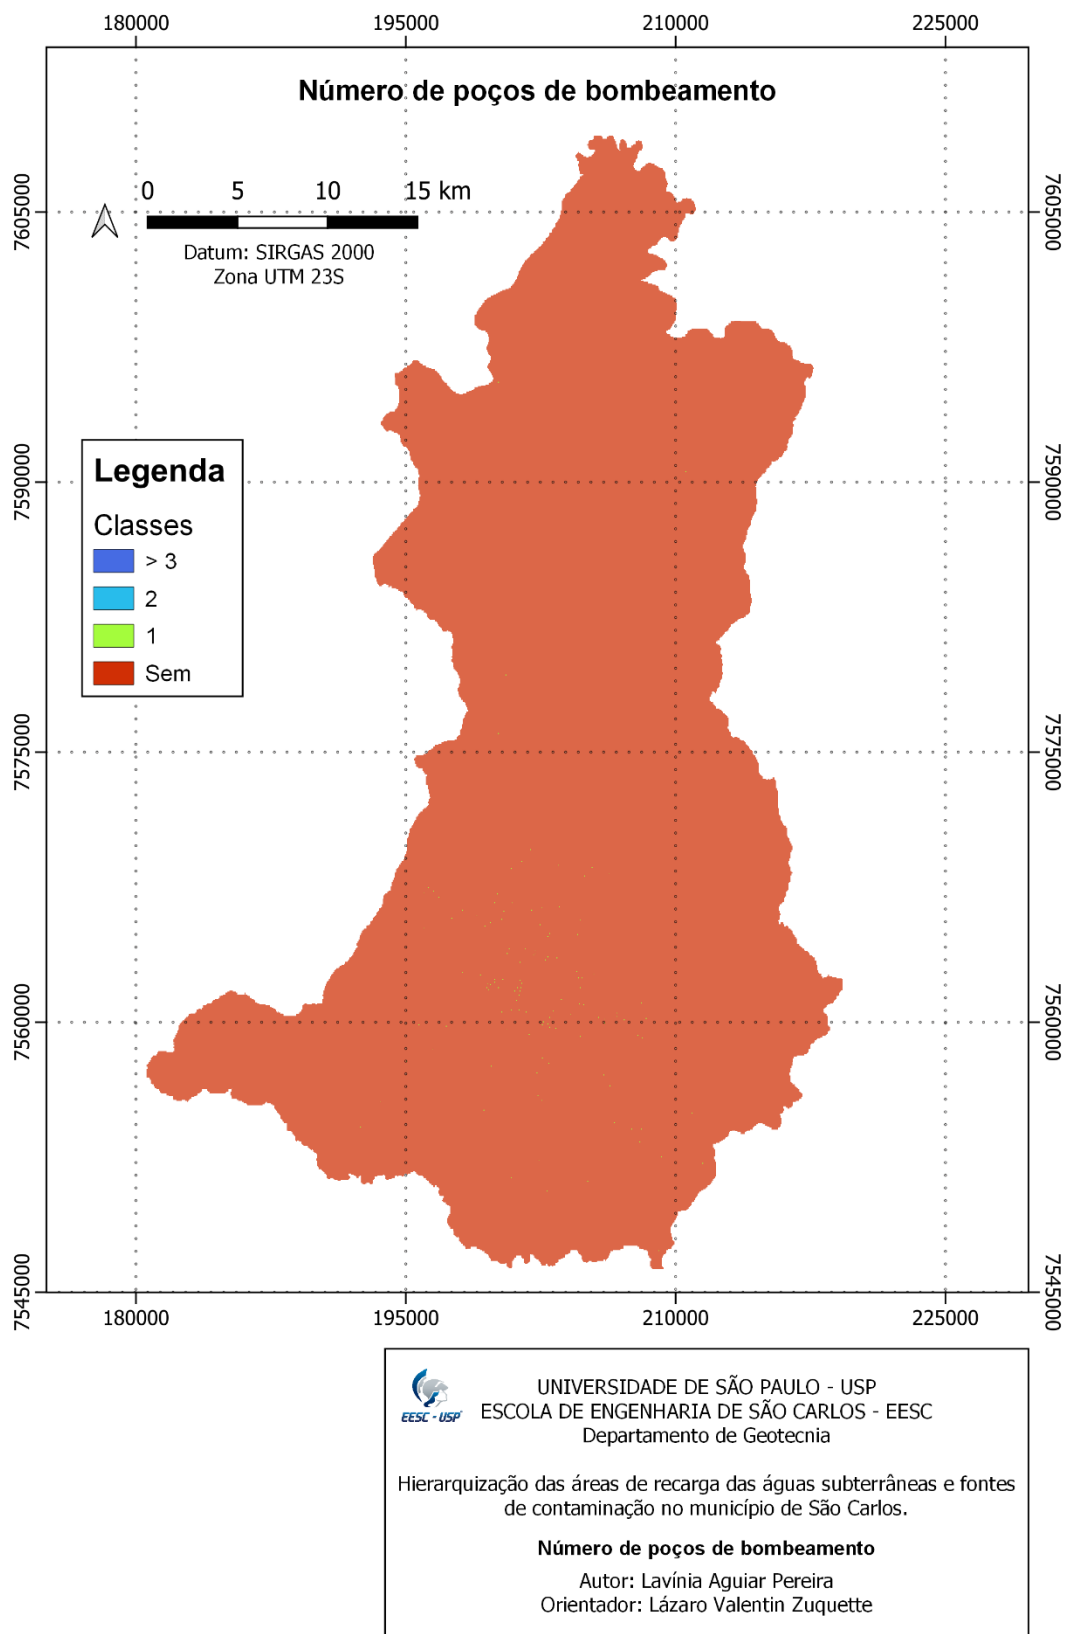 180000 195000 210000 225000
Número de poços de bombeamento
0 5 10 15 km
Datum: SIRGAS 2000
Zona UTM 23S
7605000 7605000
Legenda
7590000 7590000
Classes
> 3
2
1
Sem
7575000 7575000
7560000 7560000
7545000 7545000
180000 195000 210000 225000
EESC - USP
UNIVERSIDADE DE SÃO PAULO - USP
ESCOLA DE ENGENHARIA DE SÃO CARLOS - EESC
Departamento de Geotecnia
Hierarquização das áreas de recarga das águas subterrâneas e fontes
de contaminação no município de São Carlos.
Número de poços de bombeamento
Autor: Lavínia Aguiar Pereira
Orientador: Lázaro Valentin Zuquette